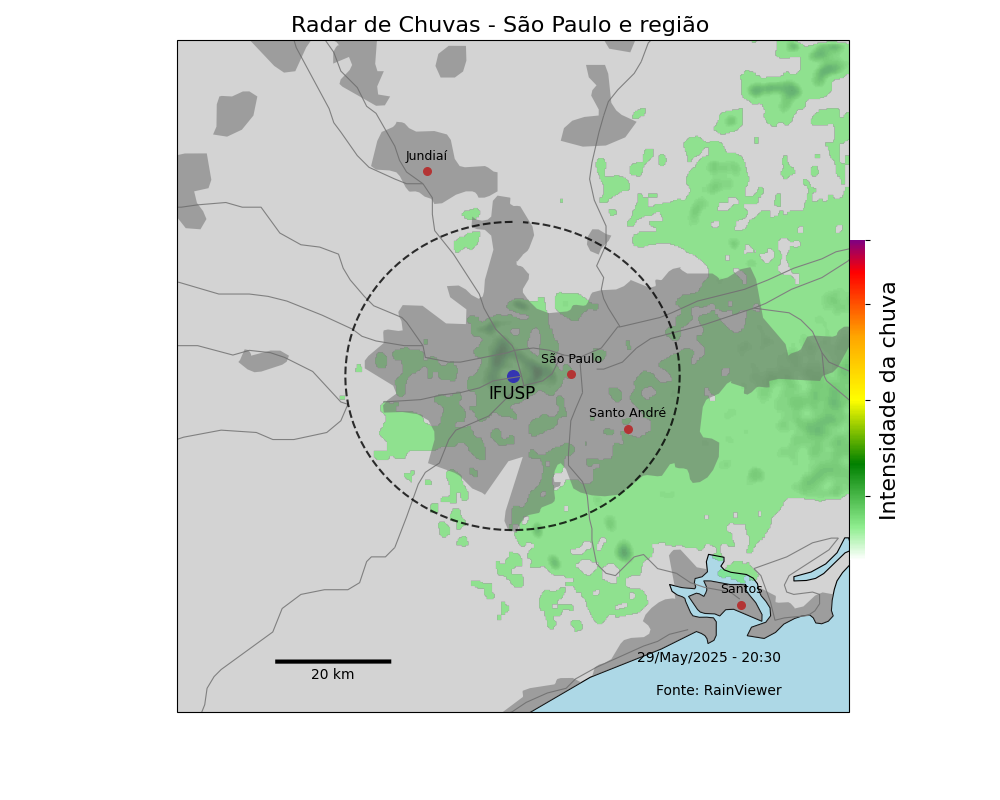 Radar de Chuvas - São Paulo e região
Jundiaí
São Paulo
IFUSP
Santo André
Intensidade da chuva
Santos
29/May/2025 - 20:30
20 km
Fonte: RainViewer